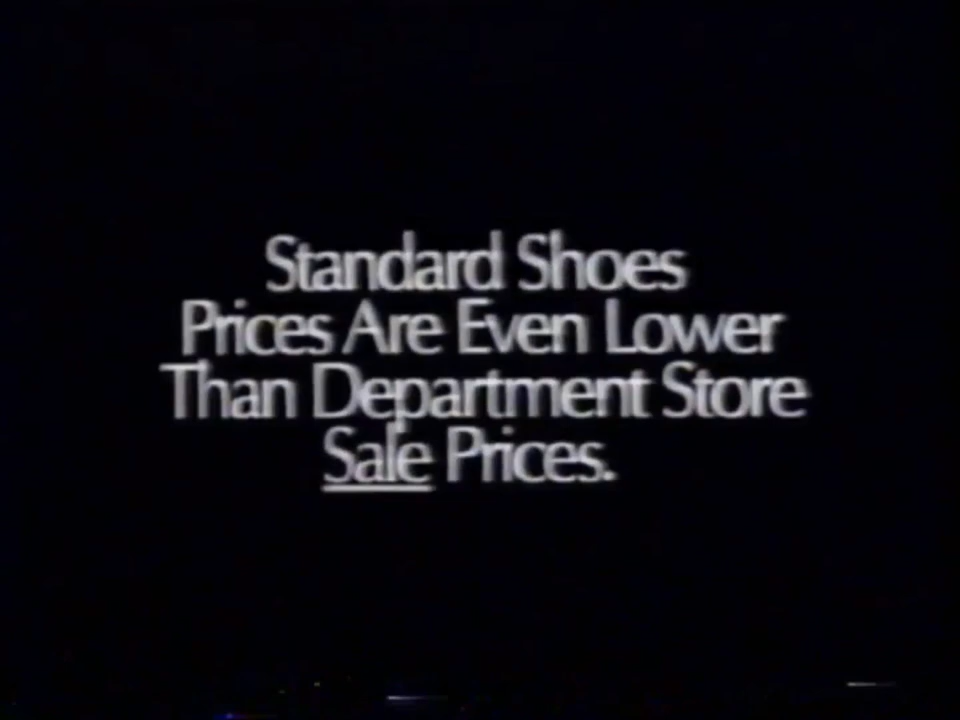 Standard Shoes
Prices Are Even Lower
Than Department Store
Sale Prices.